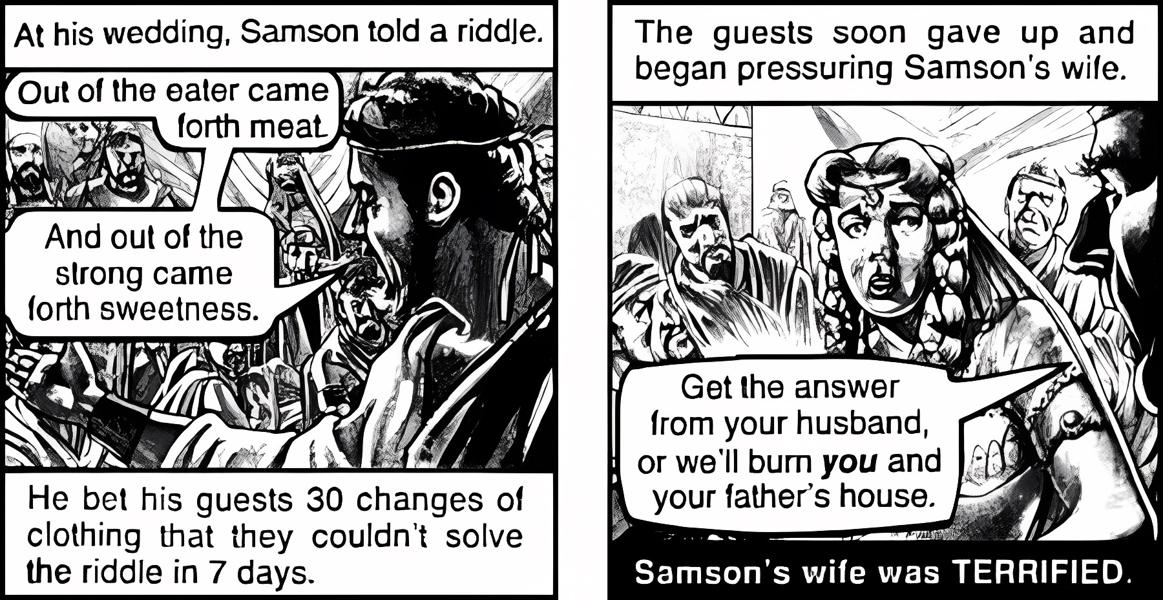 At his wedding, Samson told a riddle.
Out of the eater came
forth meat.
And out of the
strong came
forth sweetness.
He bet his guests 30 changes of
clothing that they couldn't solve
the riddle in 7 days.
The guests soon gave up and
began pressuring Samson's wife.
Get the answer
from your husband,
or we'll burn you and
your father's house.
Samson's wife was TERRIFIED.